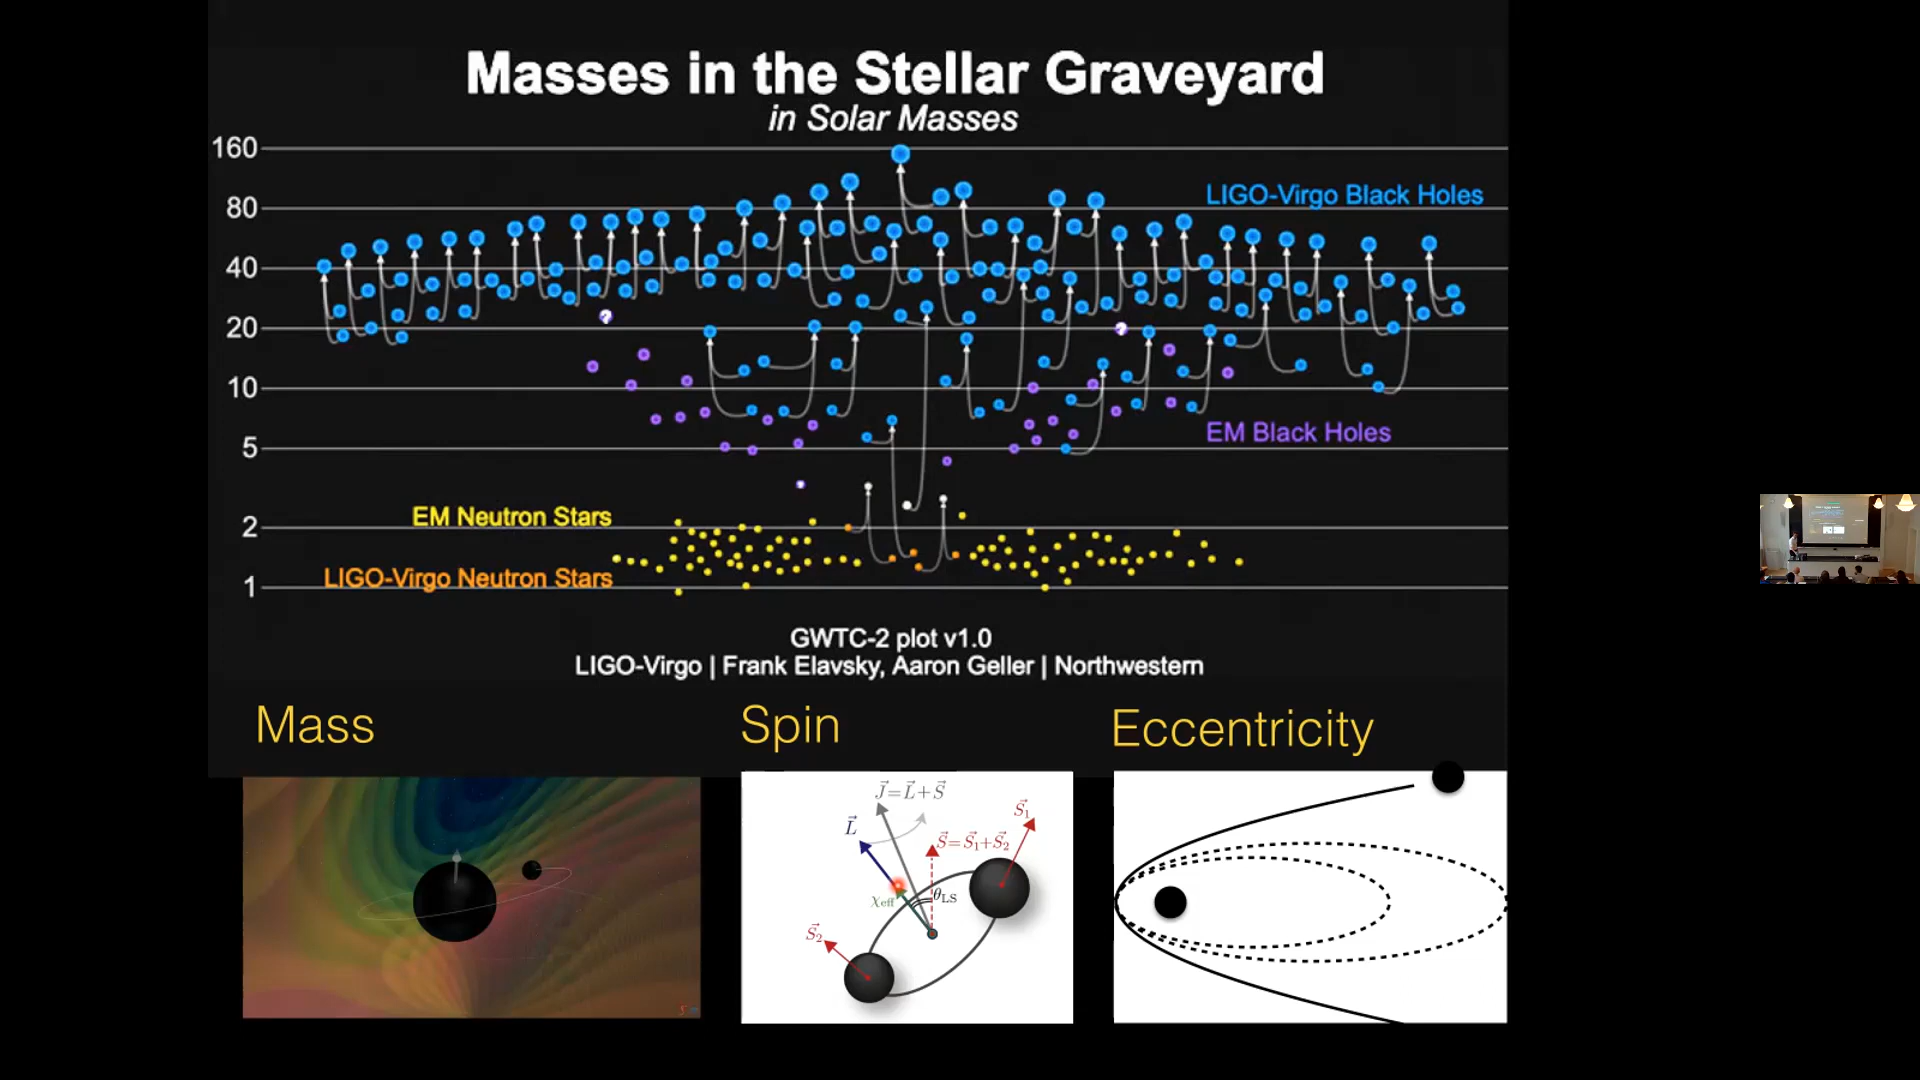 Masses in the Stellar Graveyard
in Solar Masses
160
80
LIGO-Virgo Black Holes
40
20
10
EM Black Holes
5
EM Neutron Stars
2
LIGO-Virgo Neutron Stars
1
GWTC-2 plot v1.0
LIGO-Virgo | Frank Elavsky, Aaron Geller | Northwestern
Mass
Spin
Eccentricity
J⃗=L⃗+S⃗
S⃗₁
L⃗
S⃗=S⃗₁+S⃗₂
χeff
θLS
S⃗₂